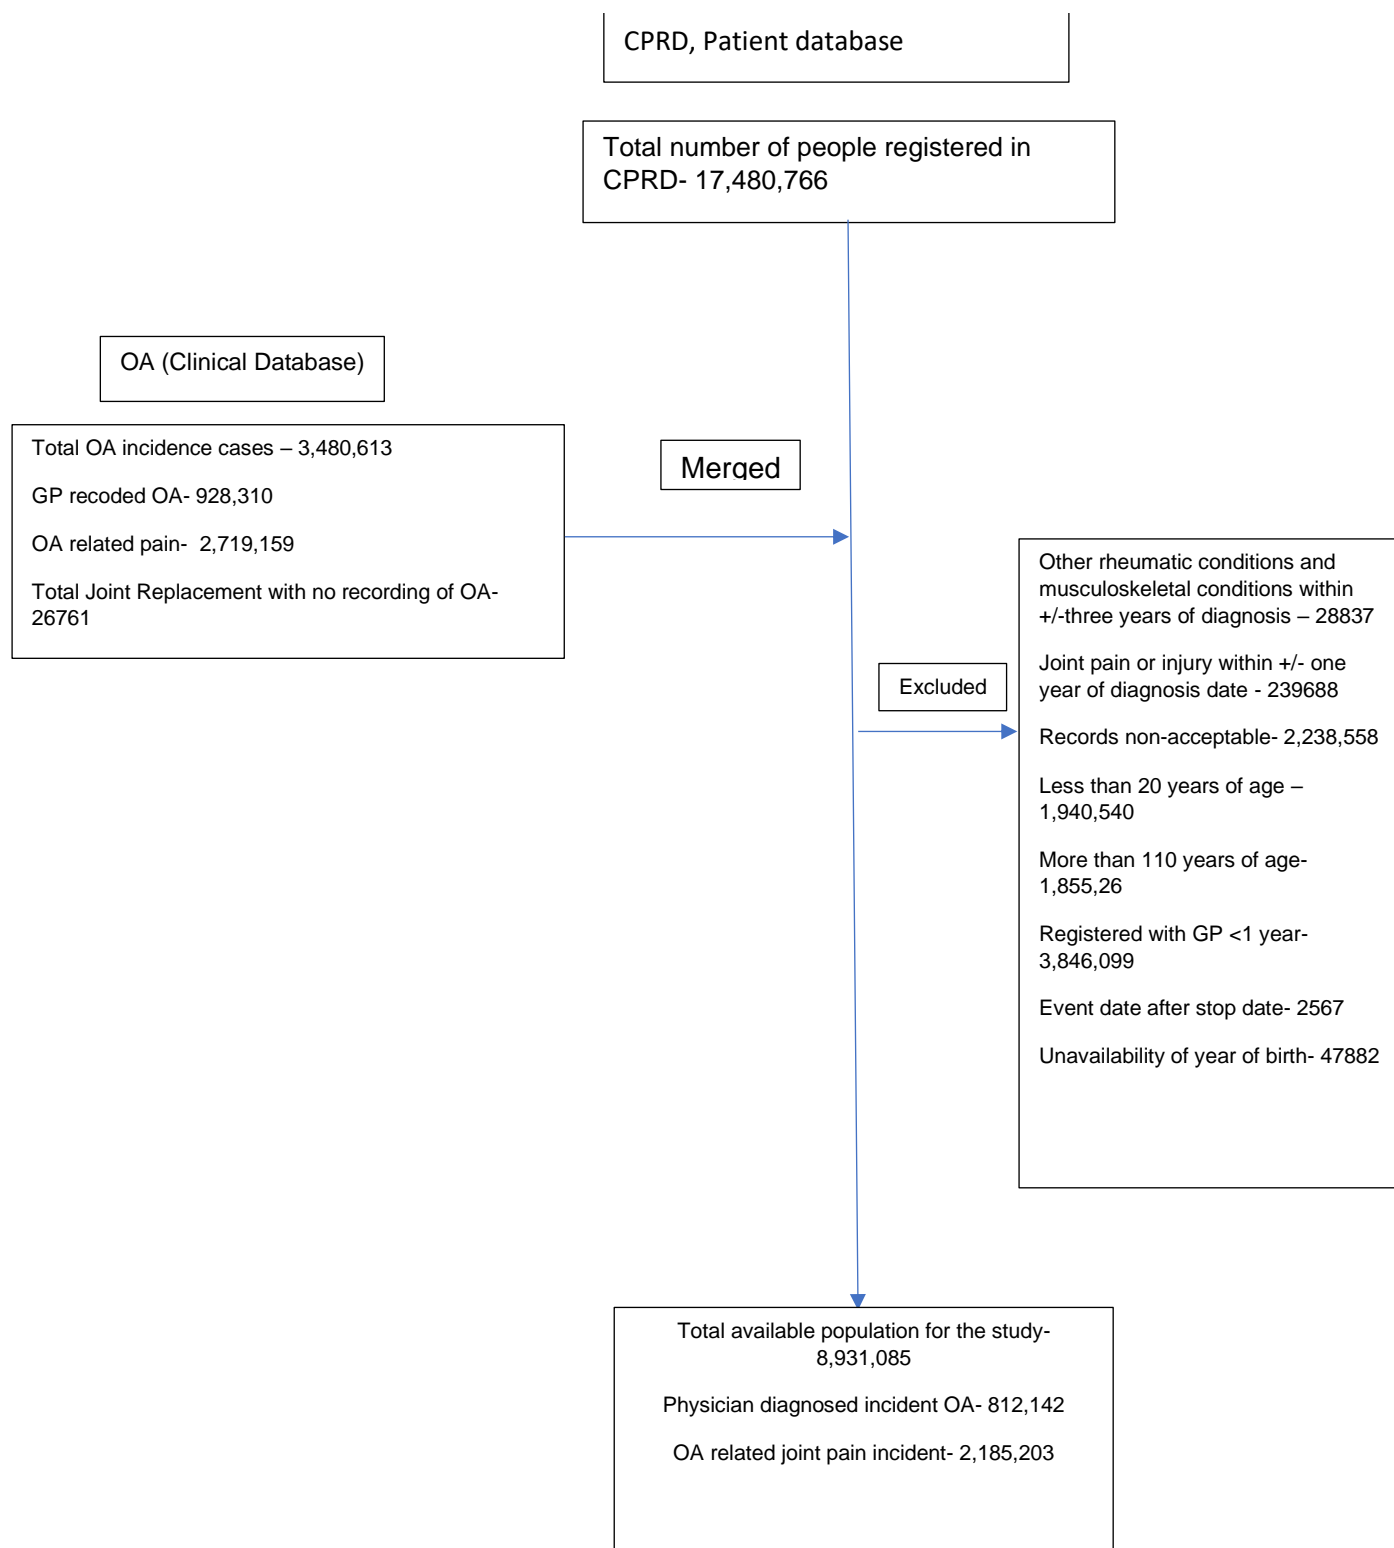 CPRD, Patient database
Total number of people registered in
CPRD- 17,480,766
OA (Clinical Database)
Total OA incidence cases – 3,480,613
GP recoded OA- 928,310
OA related pain-  2,719,159
Total Joint Replacement with no recording of OA-
26761
Merged
Other rheumatic conditions and
musculoskeletal conditions within
+/-three years of diagnosis – 28837
Joint pain or injury within +/- one
year of diagnosis date - 239688
Excluded
Records non-acceptable- 2,238,558
Less than 20 years of age –
1,940,540
More than 110 years of age-
1,855,26
Registered with GP <1 year-
3,846,099
Event date after stop date- 2567
Unavailability of year of birth- 47882
Total available population for the study-
8,931,085
Physician diagnosed incident OA- 812,142
OA related joint pain incident- 2,185,203